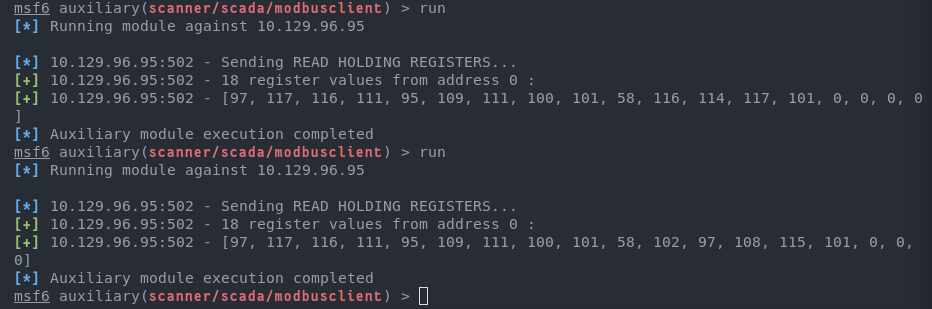 msf6 auxiliary(scanner/scada/modbusclient) > run
[*] Running module against 10.129.96.95
[*] 10.129.96.95:502 - Sending READ HOLDING REGISTERS...
[+] 10.129.96.95:502 - 18 register values from address 0 :
[+] 10.129.96.95:502 - [97, 117, 116, 111, 95, 109, 111, 100, 101, 58, 116, 114, 117, 101, 0, 0, 0, 0
]
[*] Auxiliary module execution completed
msf6 auxiliary(scanner/scada/modbusclient) > run
[*] Running module against 10.129.96.95
[*] 10.129.96.95:502 - Sending READ HOLDING REGISTERS...
[+] 10.129.96.95:502 - 18 register values from address 0 :
[+] 10.129.96.95:502 - [97, 117, 116, 111, 95, 109, 111, 100, 101, 58, 102, 97, 108, 115, 101, 0, 0,
0]
[*] Auxiliary module execution completed
msf6 auxiliary(scanner/scada/modbusclient) >